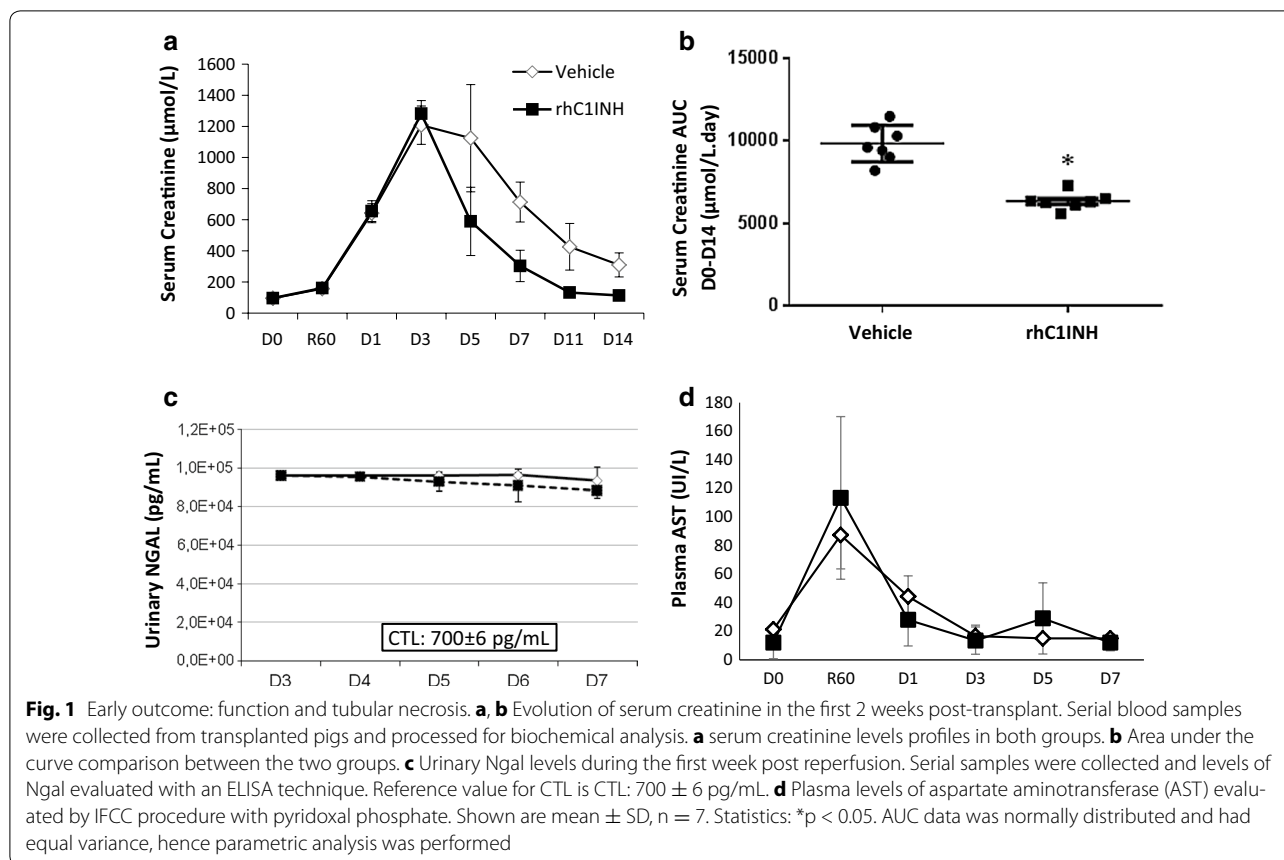 a
1600
1400
1200
1000
800
600
400
200
0
Serum Creatinine (µmol/L)
Vehicle
rhC1INH
D0 R60 D1 D3 D5 D7 D11 D14
b
15000
10000
5000
0
Serum Creatinine AUC
D0-D14 (µmol/L.day)
*
Vehicle rhC1INH
c
1,2E+05
1,0E+05
8,0E+04
6,0E+04
4,0E+04
2,0E+04
0,0E+00
Urinary NGAL (pg/mL)
CTL: 700±6 pg/mL
D3 D4 D5 D6 D7
d
180
160
140
120
100
80
60
40
20
0
Plasma AST (UI/L)
D0 R60 D1 D3 D5 D7
Fig. 1 Early outcome: function and tubular necrosis. a, b Evolution of serum creatinine in the first 2 weeks post-transplant. Serial blood samples
were collected from transplanted pigs and processed for biochemical analysis. a serum creatinine levels profiles in both groups. b Area under the
curve comparison between the two groups. c Urinary Ngal levels during the first week post reperfusion. Serial samples were collected and levels of
Ngal evaluated with an ELISA technique. Reference value for CTL is CTL: 700 ± 6 pg/mL. d Plasma levels of aspartate aminotransferase (AST) evalu-
ated by IFCC procedure with pyridoxal phosphate. Shown are mean ± SD, n = 7. Statistics: *p < 0.05. AUC data was normally distributed and had
equal variance, hence parametric analysis was performed